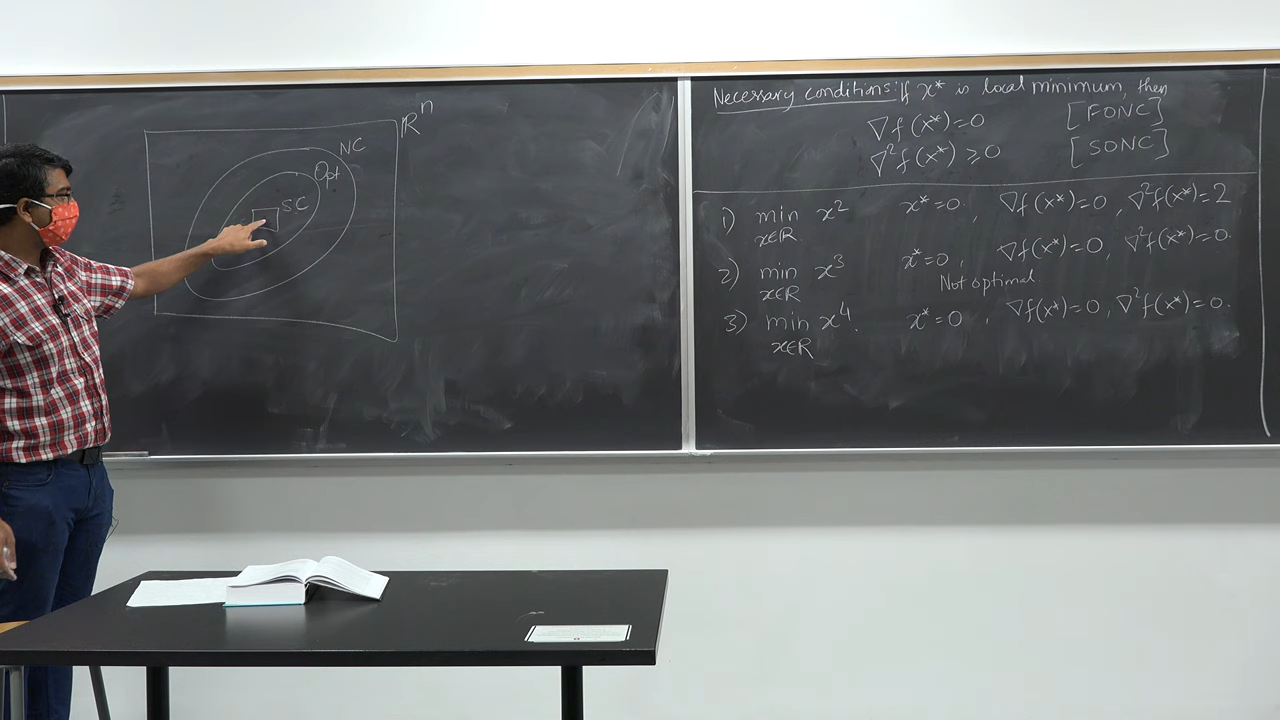 ℝⁿ
NC
Opt
SC
Necessary conditions: If x* is local minimum, then
∇f(x*)=0 [FONC]
∇²f(x*)⩾0 [SONC]
1) min x² x*=0, ∇f(x*)=0, ∇²f(x*)=2
x∈ℝ
2) min x³ x*=0, ∇f(x*)=0, ∇²f(x*)=0.
x∈ℝ Not optimal.
3) min x⁴. x*=0, ∇f(x*)=0, ∇²f(x*)=0.
x∈ℝ